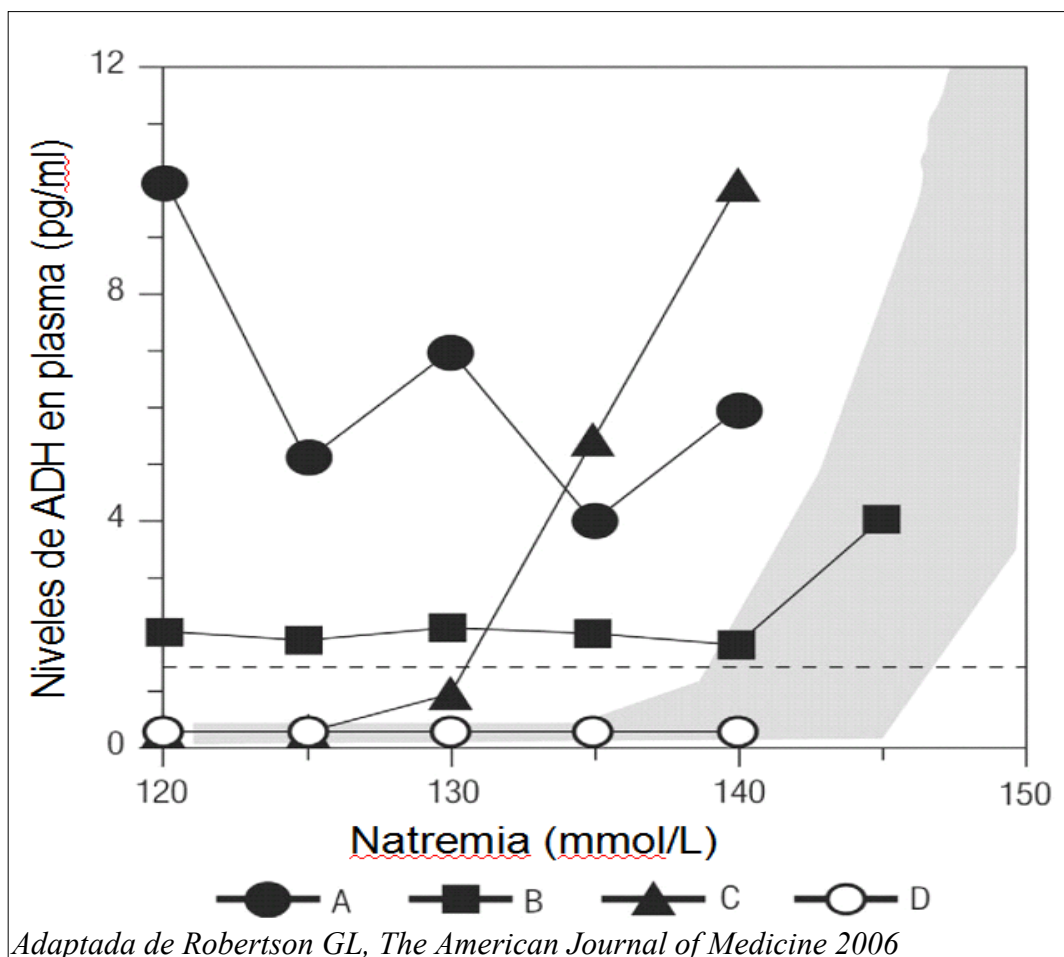 12
8
4
0
Niveles de ADH en plasma (pg/ml)
120 130 140 150
Natremia (mmol/L)
A B C D
Adaptada de Robertson GL, The American Journal of Medicine 2006